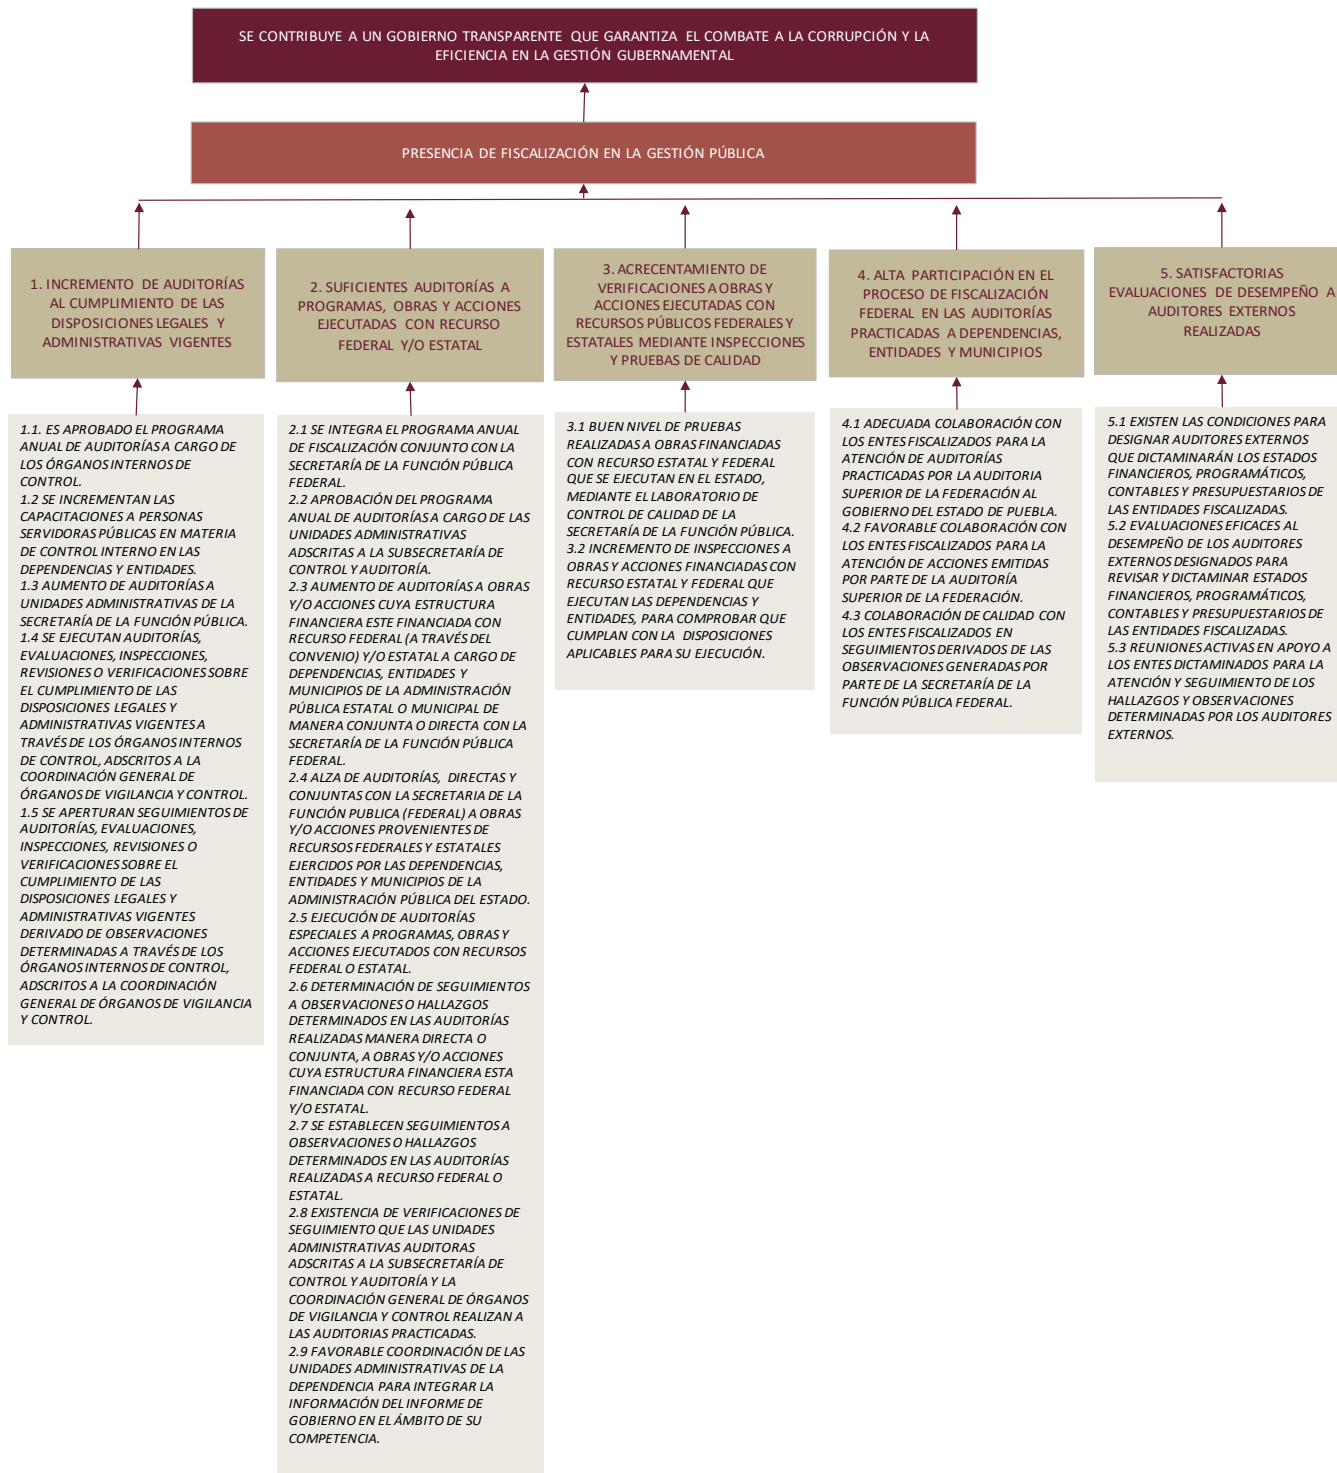 SE CONTRIBUYE A UN GOBIERNO TRANSPARENTE QUE GARANTIZA EL COMBATE A LA CORRUPCIÓN Y LA
EFICIENCIA EN LA GESTIÓN GUBERNAMENTAL
PRESENCIA DE FISCALIZACIÓN EN LA GESTIÓN PÚBLICA
1. INCREMENTO DE AUDITORÍAS
AL CUMPLIMIENTO DE LAS
DISPOSICIONES LEGALES Y
ADMINISTRATIVAS VIGENTES
2. SUFICIENTES AUDITORÍAS A
PROGRAMAS, OBRAS Y ACCIONES
EJECUTADAS CON RECURSO
FEDERAL Y/O ESTATAL
3. ACRECENTAMIENTO DE
VERIFICACIONES A OBRAS Y
ACCIONES EJECUTADAS CON
RECURSOS PÚBLICOS FEDERALES Y
ESTATALES MEDIANTE INSPECCIONES
Y PRUEBAS DE CALIDAD
4. ALTA PARTICIPACIÓN EN EL
PROCESO DE FISCALIZACIÓN
FEDERAL EN LAS AUDITORÍAS
PRACTICADAS A DEPENDENCIAS,
ENTIDADES Y MUNICIPIOS
5. SATISFACTORIAS
EVALUACIONES DE DESEMPEÑO A
AUDITORES EXTERNOS
REALIZADAS
1.1. ES APROBADO EL PROGRAMA
ANUAL DE AUDITORÍAS A CARGO DE
LOS ÓRGANOS INTERNOS DE
CONTROL.
1.2 SE INCREMENTAN LAS
CAPACITACIONES A PERSONAS
SERVIDORAS PÚBLICAS EN MATERIA
DE CONTROL INTERNO EN LAS
DEPENDENCIAS Y ENTIDADES.
1.3 AUMENTO DE AUDITORÍAS A
UNIDADES ADMINISTRATIVAS DE LA
SECRETARÍA DE LA FUNCIÓN PÚBLICA.
1.4 SE EJECUTAN AUDITORÍAS,
EVALUACIONES, INSPECCIONES,
REVISIONES O VERIFICACIONES SOBRE
EL CUMPLIMIENTO DE LAS
DISPOSICIONES LEGALES Y
ADMINISTRATIVAS VIGENTES A
TRAVÉS DE LOS ÓRGANOS INTERNOS
DE CONTROL, ADSCRITOS A LA
COORDINACIÓN GENERAL DE
ÓRGANOS DE VIGILANCIA Y CONTROL.
1.5 SE APERTURAN SEGUIMIENTOS DE
AUDITORÍAS, EVALUACIONES,
INSPECCIONES, REVISIONES O
VERIFICACIONES SOBRE EL
CUMPLIMIENTO DE LAS
DISPOSICIONES LEGALES Y
ADMINISTRATIVAS VIGENTES
DERIVADO DE OBSERVACIONES
DETERMINADAS A TRAVÉS DE LOS
ÓRGANOS INTERNOS DE CONTROL,
ADSCRITOS A LA COORDINACIÓN
GENERAL DE ÓRGANOS DE VIGILANCIA
Y CONTROL.
2.1 SE INTEGRA EL PROGRAMA ANUAL
DE FISCALIZACIÓN CONJUNTO CON LA
SECRETARÍA DE LA FUNCIÓN PÚBLICA
FEDERAL.
2.2 APROBACIÓN DEL PROGRAMA
ANUAL DE AUDITORÍAS A CARGO DE LAS
UNIDADES ADMINISTRATIVAS
ADSCRITAS A LA SUBSECRETARÍA DE
CONTROL Y AUDITORÍA.
2.3 AUMENTO DE AUDITORÍAS A OBRAS
Y/O ACCIONES CUYA ESTRUCTURA
FINANCIERA ESTE FINANCIADA CON
RECURSO FEDERAL (A TRAVÉS DEL
CONVENIO) Y/O ESTATAL A CARGO DE
DEPENDENCIAS, ENTIDADES Y
MUNICIPIOS DE LA ADMINISTRACIÓN
PÚBLICA ESTATAL O MUNICIPAL DE
MANERA CONJUNTA O DIRECTA CON LA
SECRETARÍA DE LA FUNCIÓN PÚBLICA
FEDERAL.
2.4 ALZA DE AUDITORÍAS, DIRECTAS Y
CONJUNTAS CON LA SECRETARIA DE LA
FUNCIÓN PUBLICA (FEDERAL) A OBRAS
Y/O ACCIONES PROVENIENTES DE
RECURSOS FEDERALES Y ESTATALES
EJERCIDOS POR LAS DEPENDENCIAS,
ENTIDADES Y MUNICIPIOS DE LA
ADMINISTRACIÓN PÚBLICA DEL ESTADO.
2.5 EJECUCIÓN DE AUDITORÍAS
ESPECIALES A PROGRAMAS, OBRAS Y
ACCIONES EJECUTADOS CON RECURSOS
FEDERAL O ESTATAL.
2.6 DETERMINACIÓN DE SEGUIMIENTOS
A OBSERVACIONES O HALLAZGOS
DETERMINADOS EN LAS AUDITORÍAS
REALIZADAS MANERA DIRECTA O
CONJUNTA, A OBRAS Y/O ACCIONES
CUYA ESTRUCTURA FINANCIERA ESTA
FINANCIADA CON RECURSO FEDERAL
Y/O ESTATAL.
2.7 SE ESTABLECEN SEGUIMIENTOS A
OBSERVACIONES O HALLAZGOS
DETERMINADOS EN LAS AUDITORÍAS
REALIZADAS A RECURSO FEDERAL O
ESTATAL.
2.8 EXISTENCIA DE VERIFICACIONES DE
SEGUIMIENTO QUE LAS UNIDADES
ADMINISTRATIVAS AUDITORAS
ADSCRITAS A LA SUBSECRETARÍA DE
CONTROL Y AUDITORÍA Y LA
COORDINACIÓN GENERAL DE ÓRGANOS
DE VIGILANCIA Y CONTROL REALIZAN A
LAS AUDITORIAS PRACTICADAS.
2.9 FAVORABLE COORDINACIÓN DE LAS
UNIDADES ADMINISTRATIVAS DE LA
DEPENDENCIA PARA INTEGRAR LA
INFORMACIÓN DEL INFORME DE
GOBIERNO EN EL ÁMBITO DE SU
COMPETENCIA.
3.1 BUEN NIVEL DE PRUEBAS
REALIZADAS A OBRAS FINANCIADAS
CON RECURSO ESTATAL Y FEDERAL
QUE SE EJECUTAN EN EL ESTADO,
MEDIANTE EL LABORATORIO DE
CONTROL DE CALIDAD DE LA
SECRETARÍA DE LA FUNCIÓN PÚBLICA.
3.2 INCREMENTO DE INSPECCIONES A
OBRAS Y ACCIONES FINANCIADAS CON
RECURSO ESTATAL Y FEDERAL QUE
EJECUTAN LAS DEPENDENCIAS Y
ENTIDADES, PARA COMPROBAR QUE
CUMPLAN CON LA DISPOSICIONES
APLICABLES PARA SU EJECUCIÓN.
4.1 ADECUADA COLABORACIÓN CON
LOS ENTES FISCALIZADOS PARA LA
ATENCIÓN DE AUDITORÍAS
PRACTICADAS POR LA AUDITORIA
SUPERIOR DE LA FEDERACIÓN AL
GOBIERNO DEL ESTADO DE PUEBLA.
4.2 FAVORABLE COLABORACIÓN CON
LOS ENTES FISCALIZADOS PARA LA
ATENCIÓN DE ACCIONES EMITIDAS
POR PARTE DE LA AUDITORÍA
SUPERIOR DE LA FEDERACIÓN.
4.3 COLABORACIÓN DE CALIDAD CON
LOS ENTES FISCALIZADOS EN
SEGUIMIENTOS DERIVADOS DE LAS
OBSERVACIONES GENERADAS POR
PARTE DE LA SECRETARÍA DE LA
FUNCIÓN PÚBLICA FEDERAL.
5.1 EXISTEN LAS CONDICIONES PARA
DESIGNAR AUDITORES EXTERNOS
QUE DICTAMINARÁN LOS ESTADOS
FINANCIEROS, PROGRAMÁTICOS,
CONTABLES Y PRESUPUESTARIOS DE
LAS ENTIDADES FISCALIZADAS.
5.2 EVALUACIONES EFICACES AL
DESEMPEÑO DE LOS AUDITORES
EXTERNOS DESIGNADOS PARA
REVISAR Y DICTAMINAR ESTADOS
FINANCIEROS, PROGRAMÁTICOS,
CONTABLES Y PRESUPUESTARIOS DE
LAS ENTIDADES FISCALIZADAS.
5.3 REUNIONES ACTIVAS EN APOYO A
LOS ENTES DICTAMINADOS PARA LA
ATENCIÓN Y SEGUIMIENTO DE LOS
HALLAZGOS Y OBSERVACIONES
DETERMINADAS POR LOS AUDITORES
EXTERNOS.